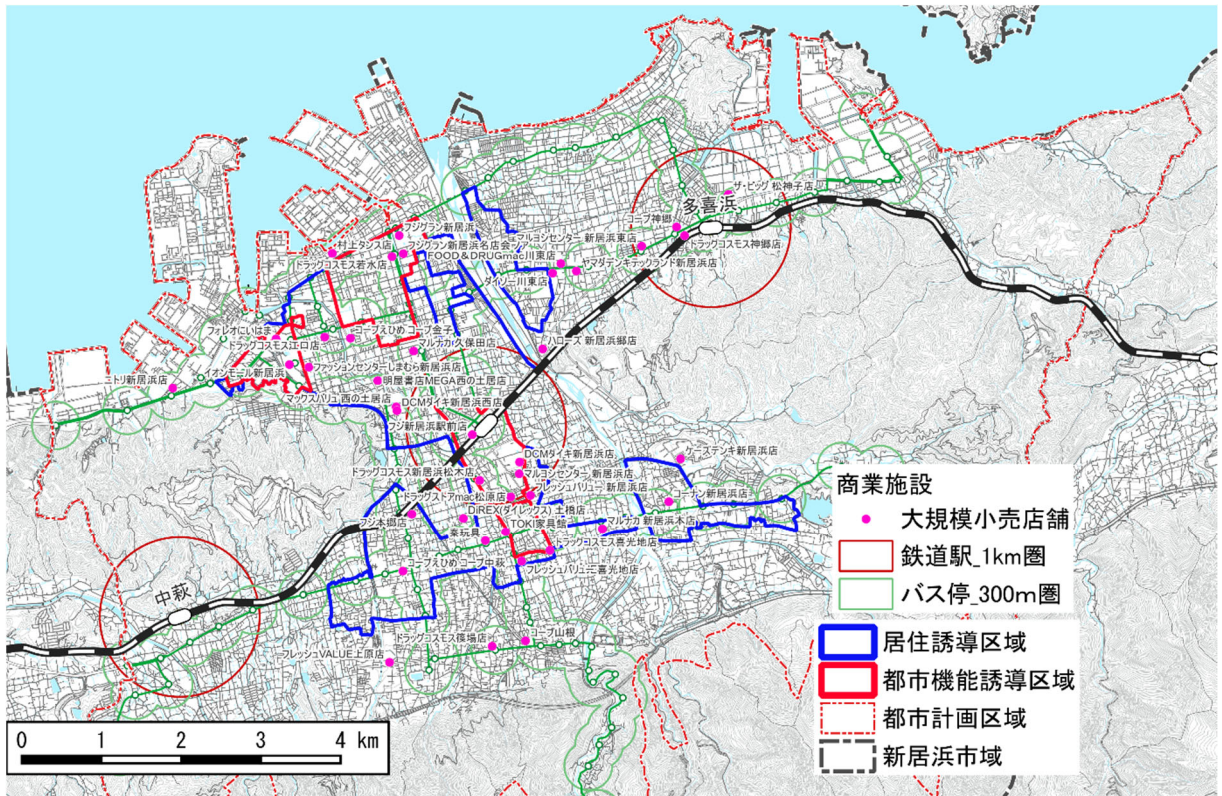 ザ・ビッグ 松神子店
多喜浜
コープ神郷
マルヨシセンター 新居浜東店
ドラッグコスモス神郷店
フジグラン新居浜
フジグラン新居浜名店会
村上タンス店
ドラッグコスモス若水店
FOOD&DRUGmac川東店
ヤマダデンキテックランド新居浜店
ダイソー川東店
フォレオにいはま
コープえひめ コープ金子
ドラッグコスモス江口店
マルナカ 久保田店
ハローズ 新居浜郷店
イオンモール新居浜
ファッションセンターしまむら新居浜店
ニトリ新居浜店
明屋書店MEGA西の土居店
マックスバリュ 西の土居店
DCMダイキ新居浜西店
フジ新居浜駅前店
DCMダイキ新居浜店
ケーズデンキ新居浜店
ドラッグコスモス新居浜松木店
マルヨシセンター 新居浜店
フレッシュバリュー 新居浜店
ドラッグストアmac松原店
コーナン新居浜店
DiREX(ダイレックス) 土橋店
フジ本郷店
TOKI家具館
マルナカ 新居浜本店
楽玩具
ドラッグコスモス喜光地店
コープえひめ コープ中萩
フレッシュバリュー 喜光地店
中萩
ドラッグコスモス篠場店
コープ山根
フレッシュVALUE上原店
商業施設
大規模小売店舗
鉄道駅_1km圏
バス停_300m圏
居住誘導区域
都市機能誘導区域
都市計画区域
新居浜市域
0 1 2 3 4 km